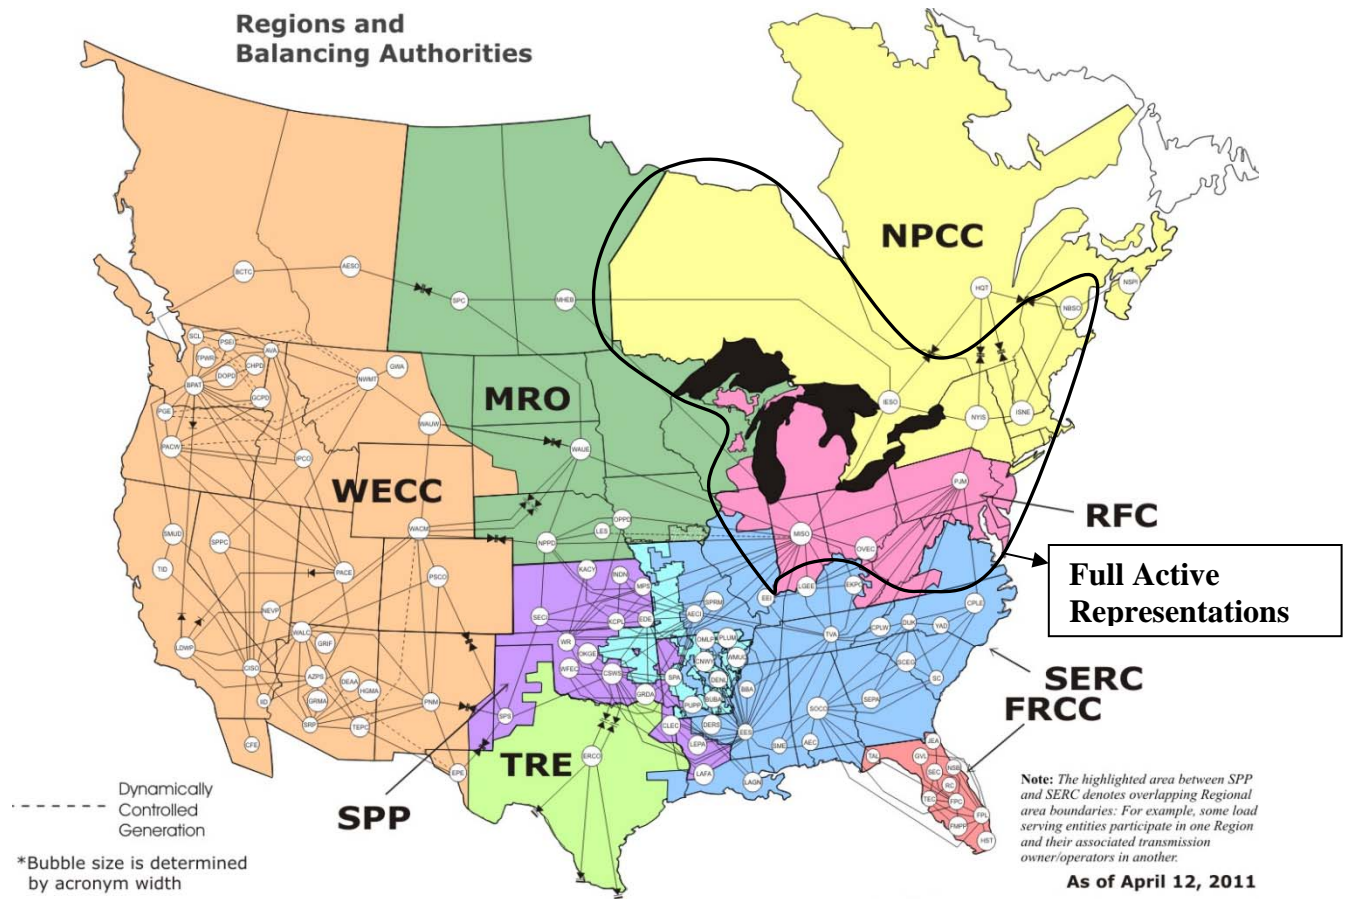 Regions and
Balancing Authorities
NPCC
MRO
WECC
RFC
Full Active
Representations
SERC
FRCC
TRE
SPP
BCTC
AESO
SPC
MHEB
HQT
NBSO
NSPI
SCL
PSEI
AVA
TPWR
CHPD
DOPD
BPAT
GCPD
NWMT
GWA
PGE
WAUW
PACW
IPCO
WAUE
IESO
NYIS
ISNE
PJM
SMUD
SPPC
WACM
LES
OPPD
NPPD
MISO
OVEC
TID
PACE
PSCO
KACY
INDN
MPS
LGEE
EKPC
EEI
NEVP
SPRM
AECI
CPLE
SECI
KCPL
EDE
WALC
GRIF
LDWP
WR
OKGE
WFEC
CSWS
OMLP
PLUM
CNWY
WMUC
TVA
CPLW
DUK
YAD
CISO
AZPS
DEAA
HGMA
GRMA
IID
SPA
DENL
BUBA
PUPP
BBA
SCEG
SC
SEPA
SRP
TEPC
PNM
GRDA
SPS
CLEC
DERS
EES
SOCO
CFE
EPE
ERCO
LEPA
SME
AEC
LAFA
LAGN
JEA
TAL
GVL
NSB
SEC
RC
TEC
FPC
FPL
FMPP
HST
Dynamically
Controlled
Generation
*Bubble size is determined
by acronym width
Note: The highlighted area between SPP
and SERC denotes overlapping Regional
area boundaries: For example, some load
serving entities participate in one Region
and their associated transmission
owner/operators in another.
As of April 12, 2011